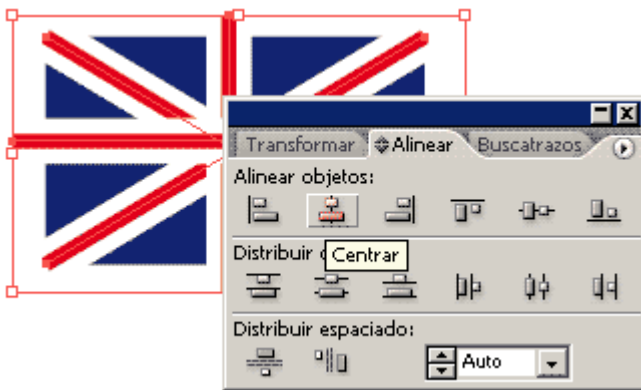 Transformar Alinear Buscatrazos
Alinear objetos:
Centrar
Distribuir
Distribuir espaciado:
Auto